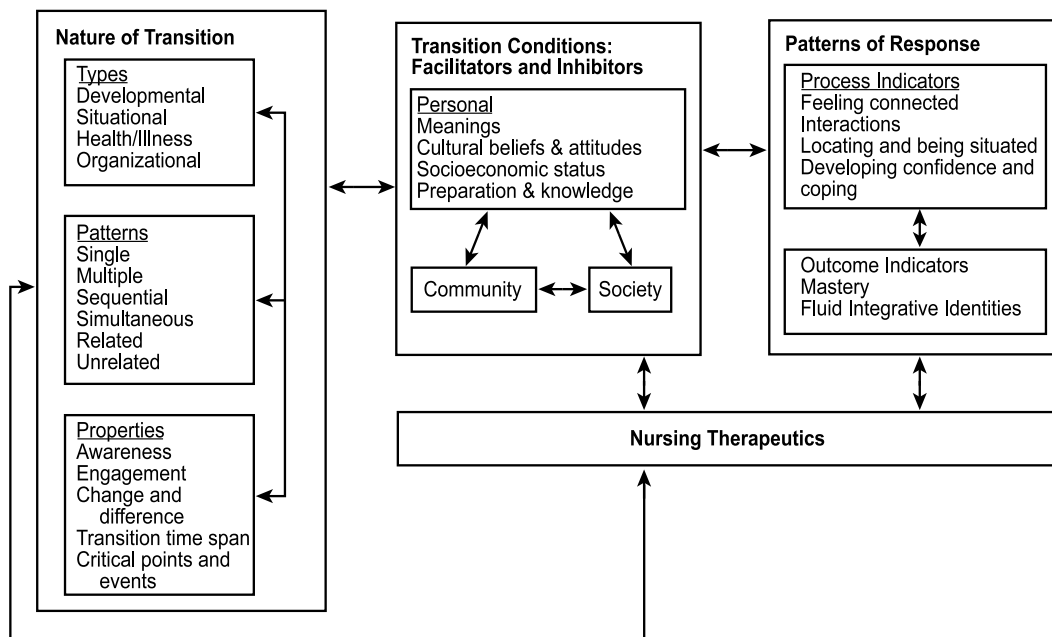 Nature of Transition
Types
Developmental
Situational
Health/Illness
Organizational
Patterns
Single
Multiple
Sequential
Simultaneous
Related
Unrelated
Properties
Awareness
Engagement
Change and
difference
Transition time span
Critical points and
events
Transition Conditions:
Facilitators and Inhibitors
Personal
Meanings
Cultural beliefs & attitudes
Socioeconomic status
Preparation & knowledge
Community
Society
Patterns of Response
Process Indicators
Feeling connected
Interactions
Locating and being situated
Developing confidence and
coping
Outcome Indicators
Mastery
Fluid Integrative Identities
Nursing Therapeutics